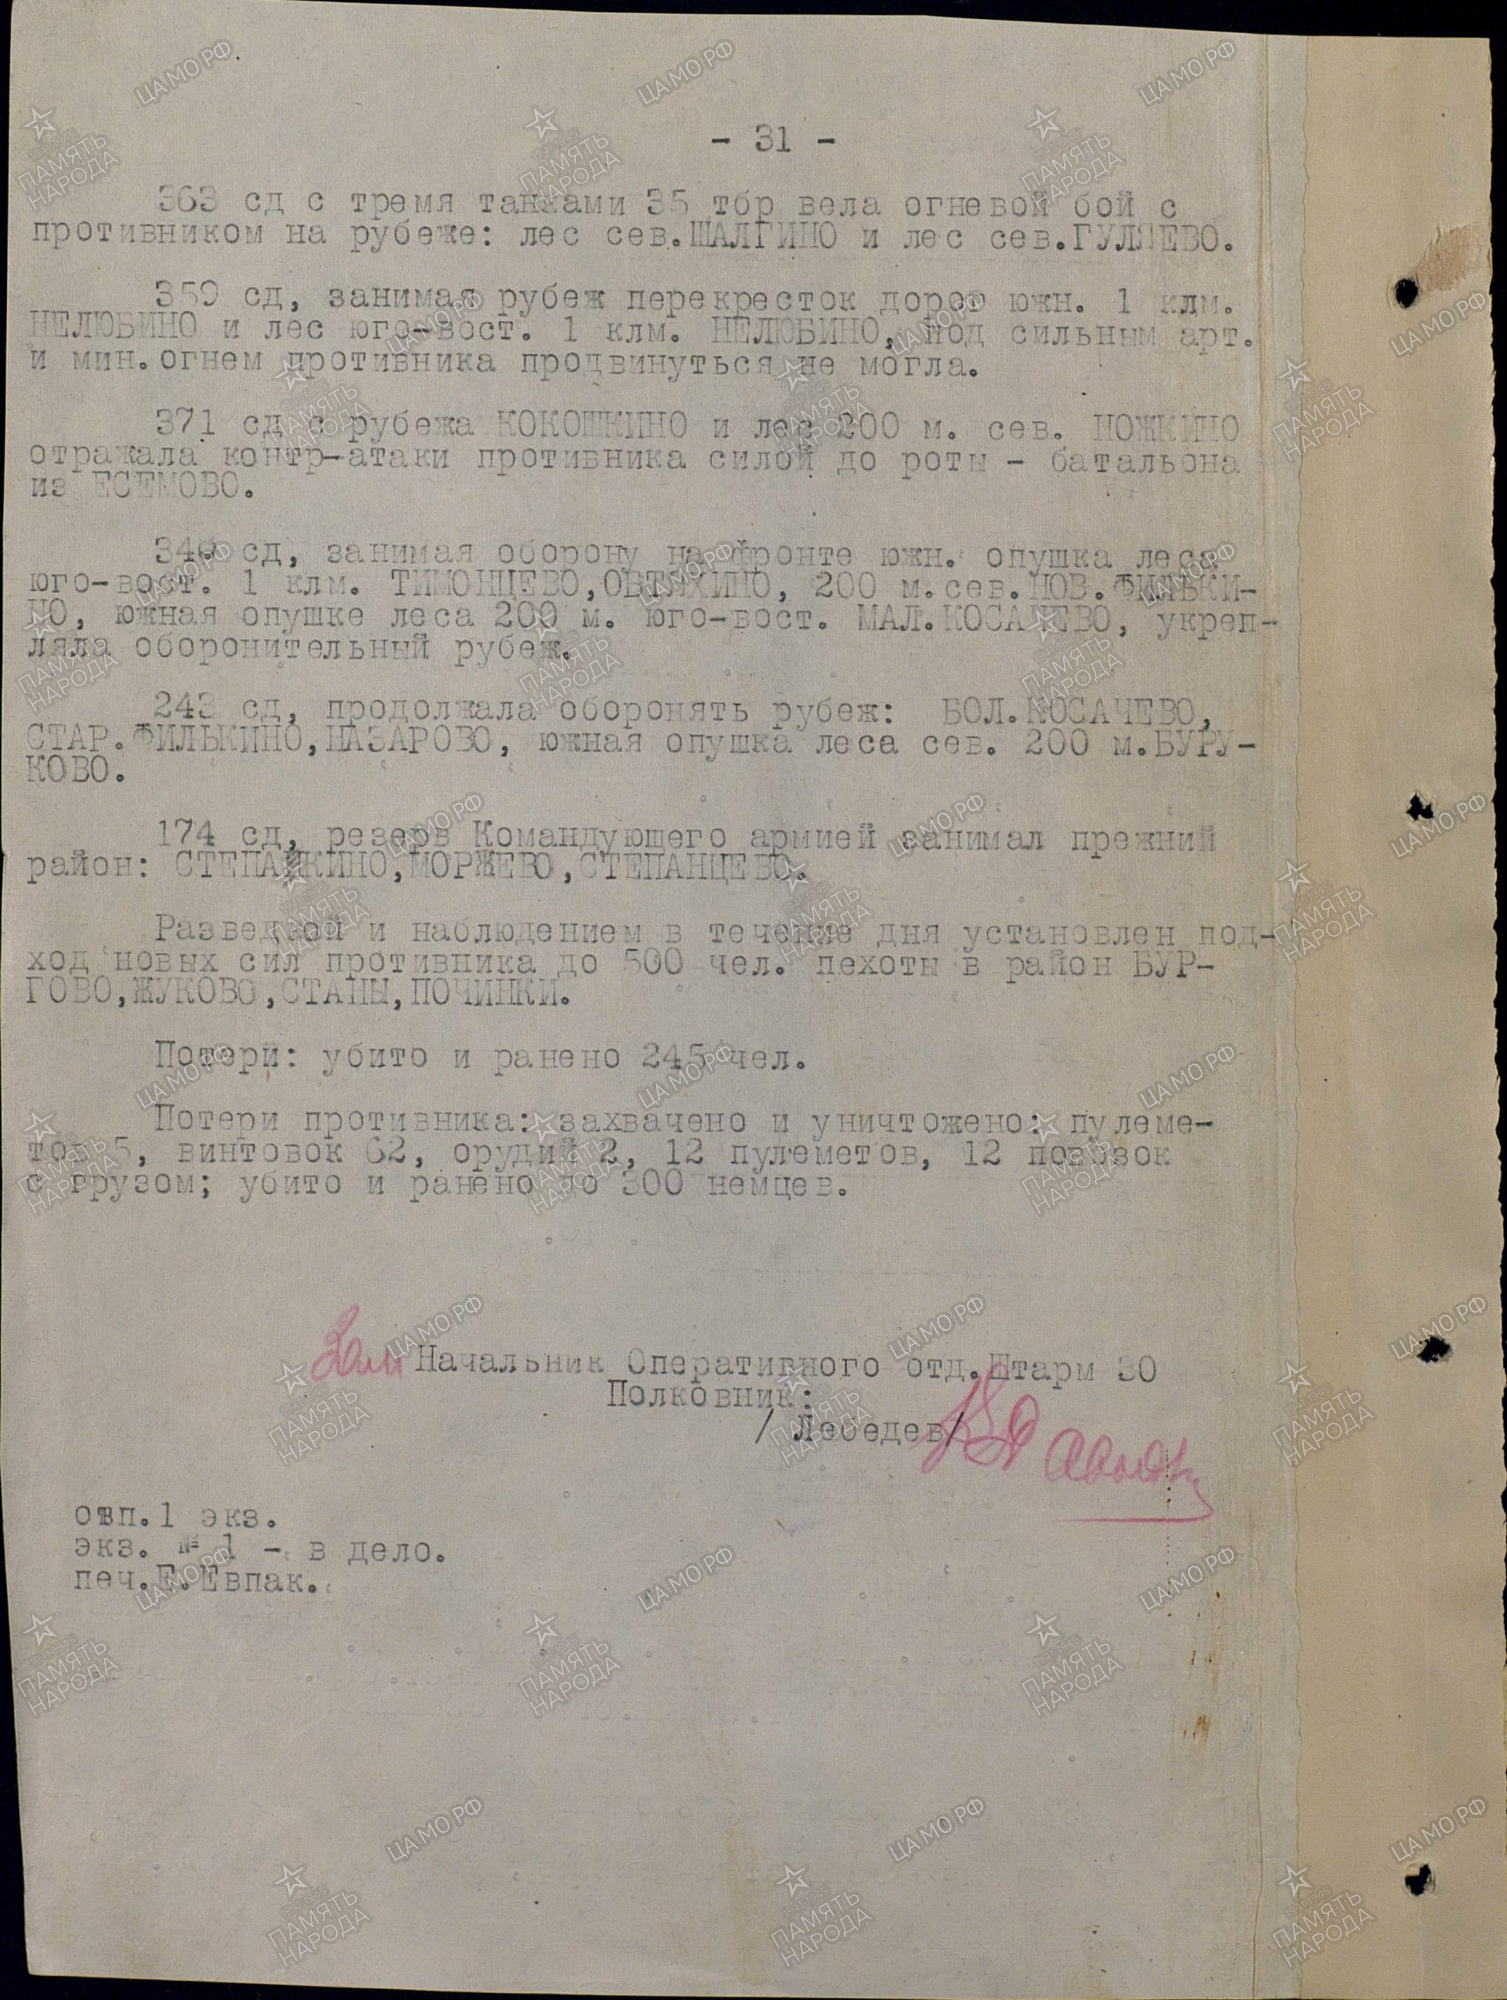 - 31 -
363 сд с тремя танками 35 тбр вела огневой бой с
противником на рубеже: лес сев.ШАЛГИНО и лес сев.ГУЛЯЕВО.
359 сд, занимая рубеж перекресток дорог южн. 1 клм.
НЕЛЮБИНО и лес юго-вост. 1 клм. НЕЛЮБИНО, под сильным арт.
и мин.огнем противника продвинуться не могла.
371 сд с рубежа КОКОШКИНО и лес 200 м. сев. НОЖКИНО
отражала контр-атаки противника силой до роты - батальона
из ЕСЕМОВО.
348 сд, занимая оборону на фронте южн. опушка леса
юго-вост. 1 клм. ТИМОНЦЕВО,ОВТЯХИНО, 200 м.сев.НОВ.ФИЛЬКИ-
НО, южная опушке леса 200 м. юго-вост. МАЛ.КОСАЧЕВО, укреп-
ляла оборонительный рубеж.
243 сд, продолжала оборонять рубеж: БОЛ.КОСАЧЕВО,
СТАР.ФИЛЬКИНО,НАЗАРОВО, южная опушка леса сев. 200 м.БУРУ-
КОВО.
174 сд, резерв Командующего армией занимал прежний
район: СТЕПАЙКИНО,МОРЖЕВО,СТЕПАНЦЕВО.
Разведкой и наблюдением в течение дня установлен под-
ход новых сил противника до 500 чел. пехоты в район БУР-
ГОВО,ЖУКОВО,СТАНЫ,ПОЧИНКИ.
Потери: убито и ранено 245 чел.
Потери противника: захвачено и уничтожено: пулеме-
тов 5, винтовок 62, орудий 2, 12 пулеметов, 12 повозок
с грузом; убито и ранено до 300 немцев.
Зам Начальник Оперативного отд.Штарм 30
Полковник:
/ Лебедев/
отп.1 экз.
экз. № 1 - в дело.
печ.Е.Евпак.